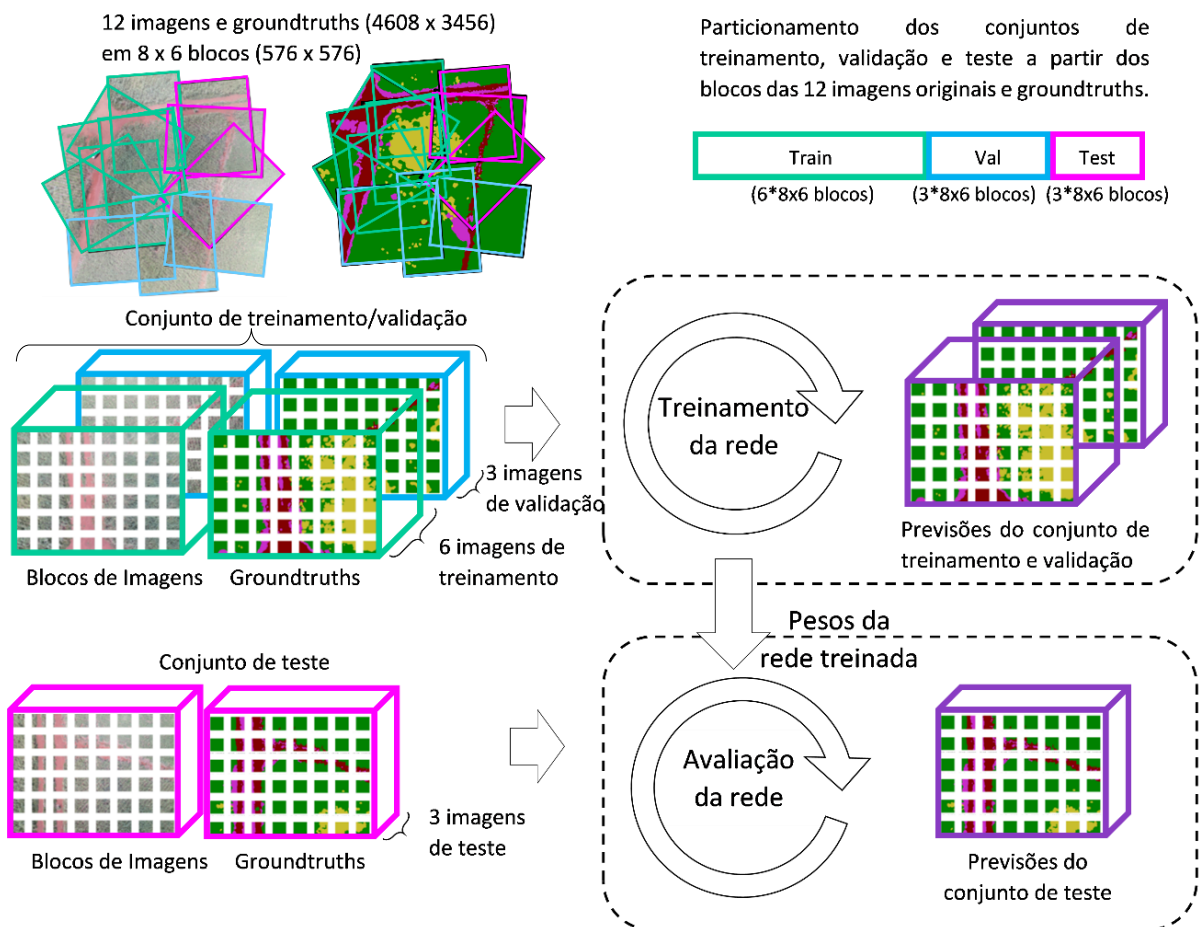 12 imagens e groundtruths (4608 x 3456)
em 8 x 6 blocos (576 x 576)
Particionamento dos conjuntos de
treinamento, validação e teste a partir dos
blocos das 12 imagens originais e groundtruths.
Train
Val
Test
(6*8x6 blocos)
(3*8x6 blocos)
(3*8x6 blocos)
Conjunto de treinamento/validação
3 imagens
de validação
6 imagens de
treinamento
Blocos de Imagens
Groundtruths
Treinamento
da rede
Previsões do conjunto de
treinamento e validação
Pesos da
rede treinada
Conjunto de teste
3 imagens
de teste
Blocos de Imagens
Groundtruths
Avaliação
da rede
Previsões do
conjunto de teste